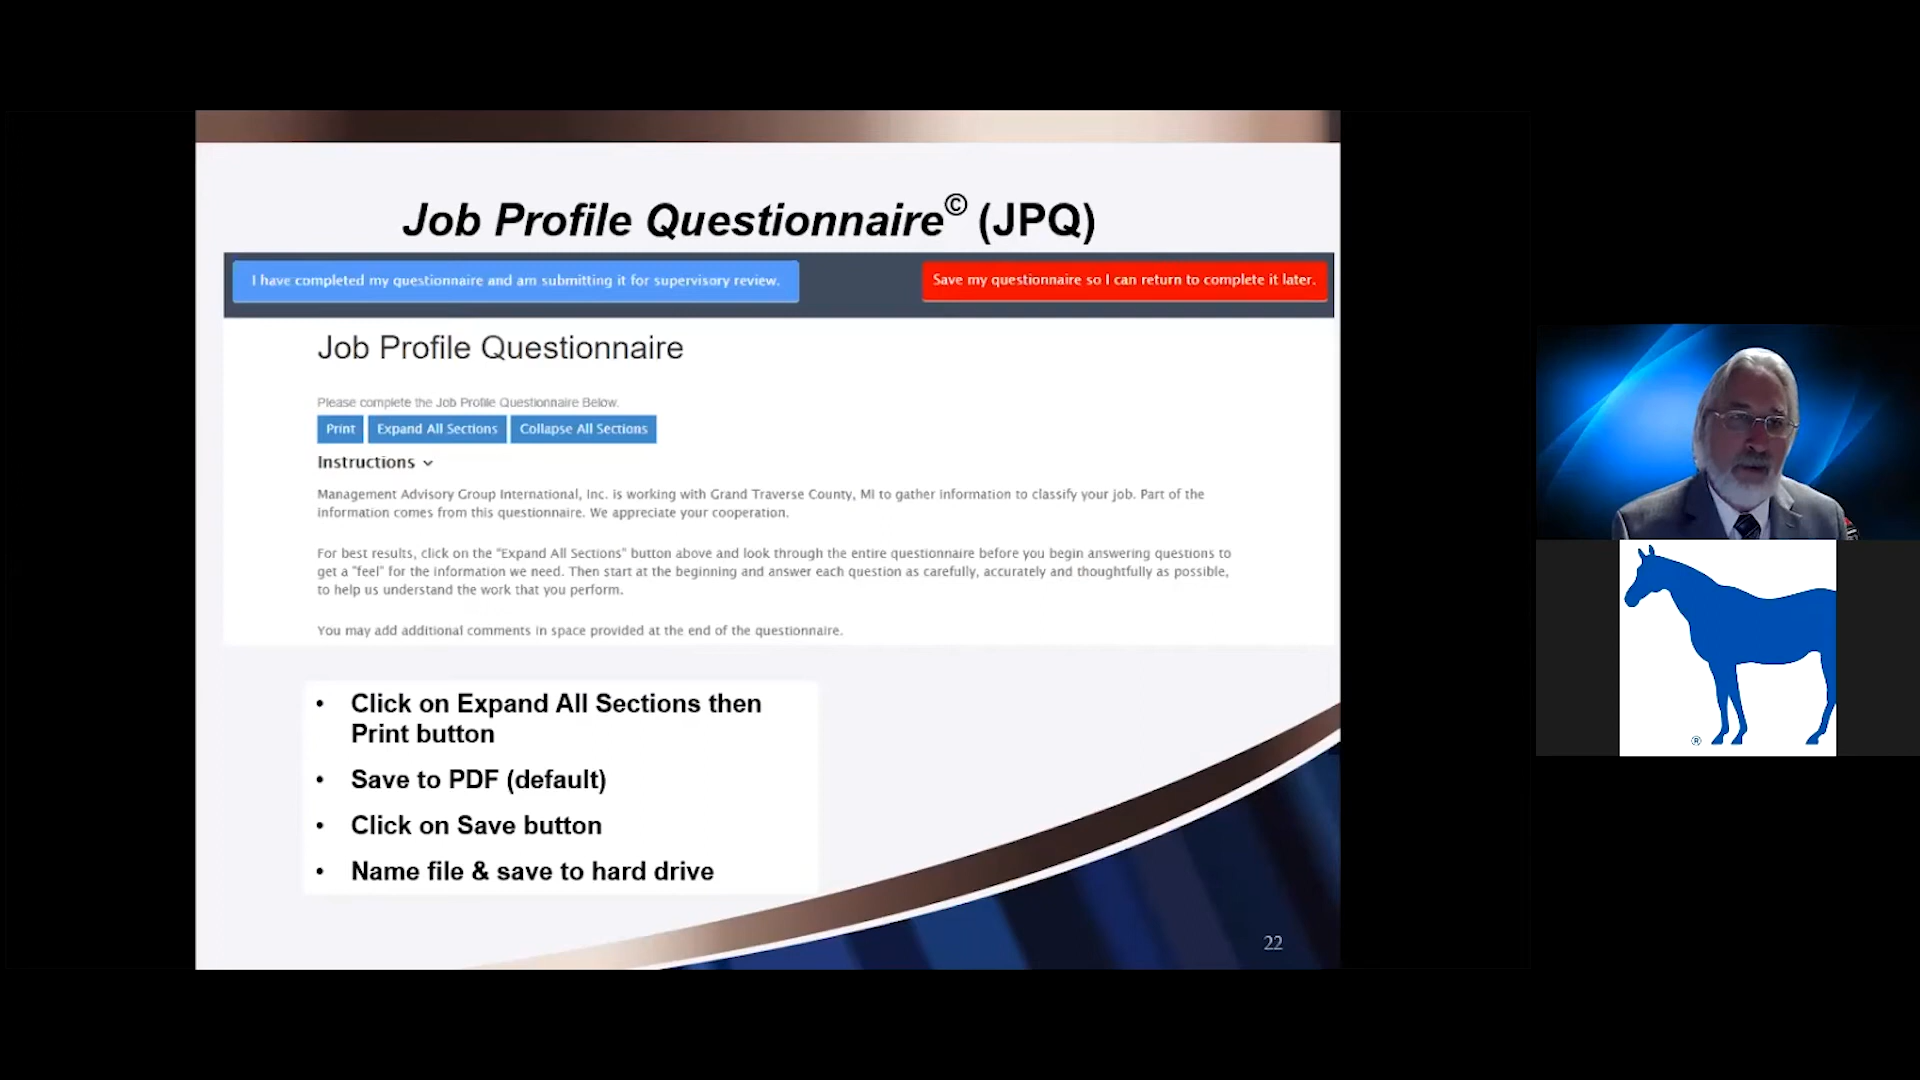 Job Profile Questionnaire© (JPQ)
I have completed my questionnaire and am submitting it for supervisory review.
Save my questionnaire so I can return to complete it later.
Job Profile Questionnaire
Please complete the Job Profile Questionnaire Below.
Print
Expand All Sections
Collapse All Sections
Instructions
Management Advisory Group International, Inc. is working with Grand Traverse County, MI to gather information to classify your job. Part of the
information comes from this questionnaire. We appreciate your cooperation.
For best results, click on the "Expand All Sections" button above and look through the entire questionnaire before you begin answering questions to
get a "feel" for the information we need. Then start at the beginning and answer each question as carefully, accurately and thoughtfully as possible,
to help us understand the work that you perform.
You may add additional comments in space provided at the end of the questionnaire.
• Click on Expand All Sections then
Print button
• Save to PDF (default)
• Click on Save button
• Name file & save to hard drive
22
®